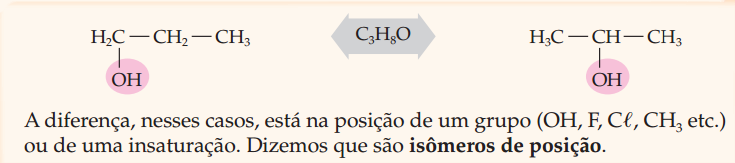 H₂C—CH₂—CH₃ C₃H₈O H₃C—CH—CH₃
OH OH
A diferença, nesses casos, está na posição de um grupo (OH, F, Cℓ, CH₃ etc.)
ou de uma insaturação. Dizemos que são isômeros de posição.